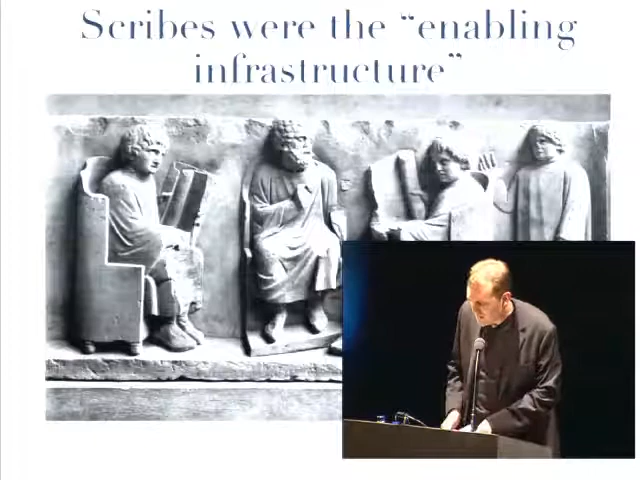 Scribes were the “enabling
infrastructure”